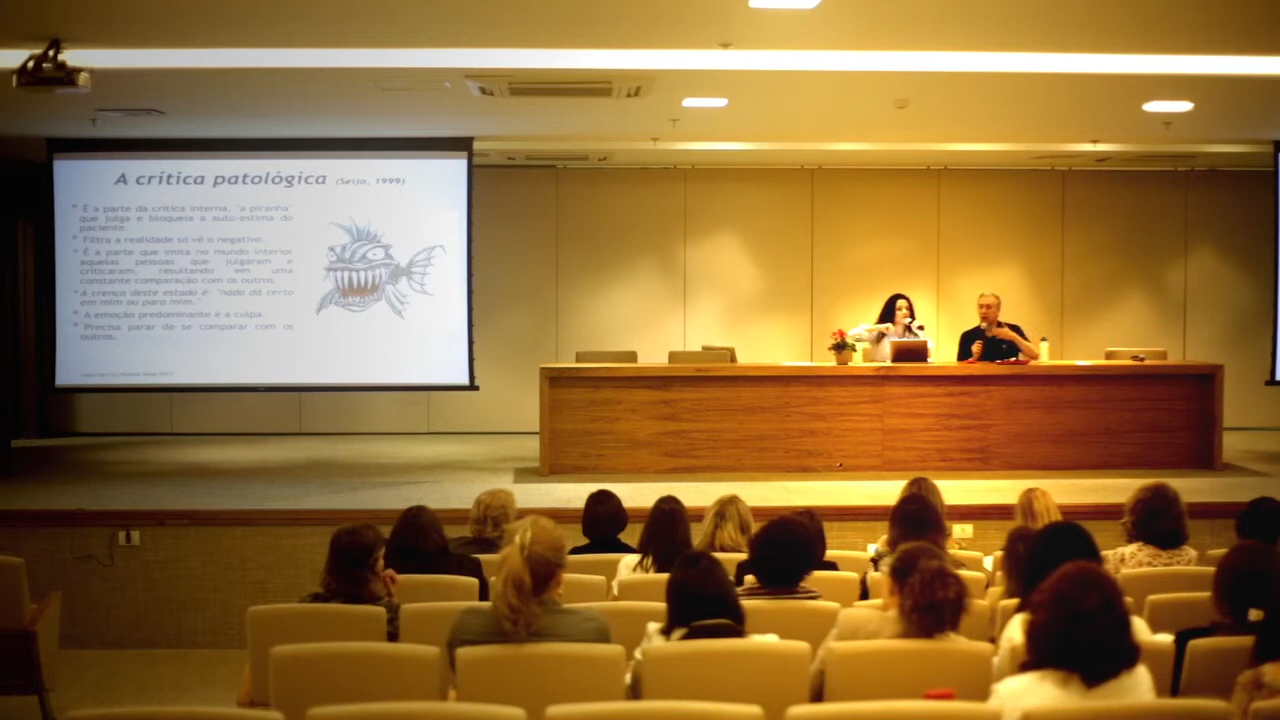 A crítica patológica (Seijo, 1999)
É a parte da crítica interna, "a piranha"
que julga e bloqueia a auto-estima do
paciente.
Filtra a realidade só vê o negativo.
É a parte que imita no mundo interior
aquelas pessoas que julgaram e
criticaram, resultando em uma
constante comparação com os outros.
A crença deste estado é: "nada dá certo
em mim ou para mim."
A emoção predominante é a culpa.
Precisa parar de se comparar com os
outros.